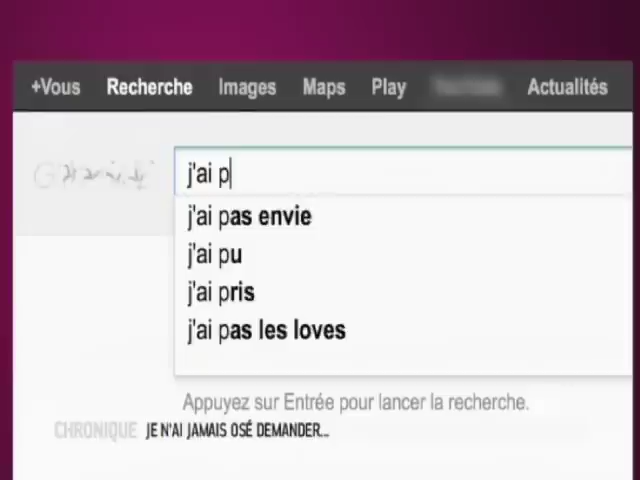 +Vous Recherche Images Maps Play Actualités
j'ai p
j'ai pas envie
j'ai pu
j'ai pris
j'ai pas les loves
Appuyez sur Entrée pour lancer la recherche.
CHRONIQUE JE N'AI JAMAIS OSÉ DEMANDER...